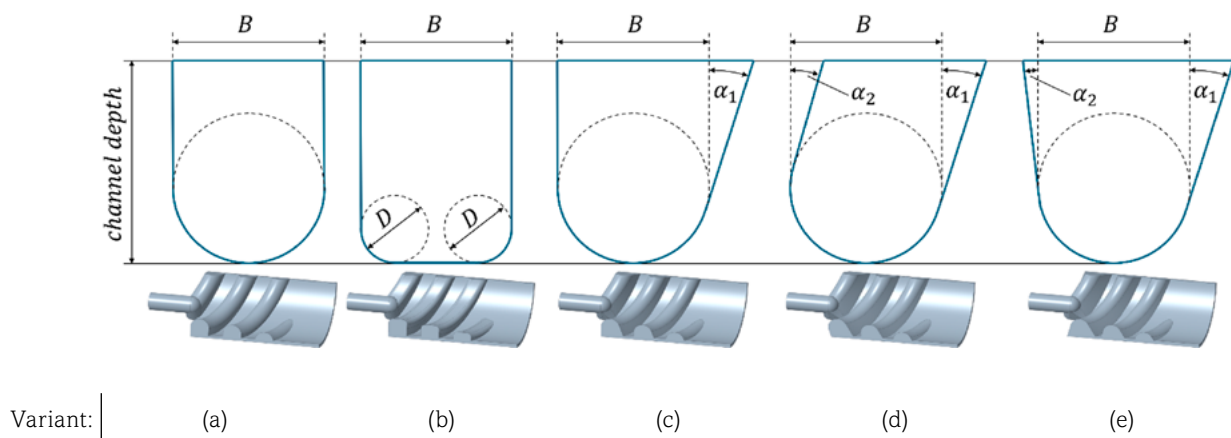 B B B B B
α₁ α₂ α₁ α₂ α₁
channel depth
D D
Variant: (a) (b) (c) (d) (e)